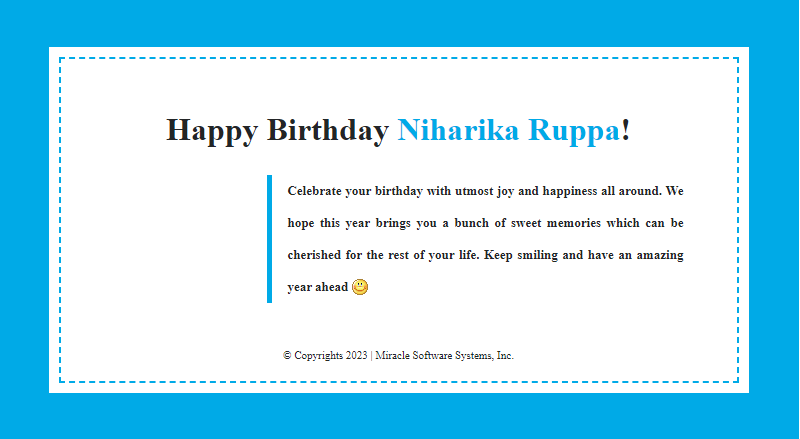 Happy Birthday Niharika Ruppa!
Celebrate your birthday with utmost joy and happiness all around. We
hope this year brings you a bunch of sweet memories which can be
cherished for the rest of your life. Keep smiling and have an amazing
year ahead 🙂
© Copyrights 2023 | Miracle Software Systems, Inc.